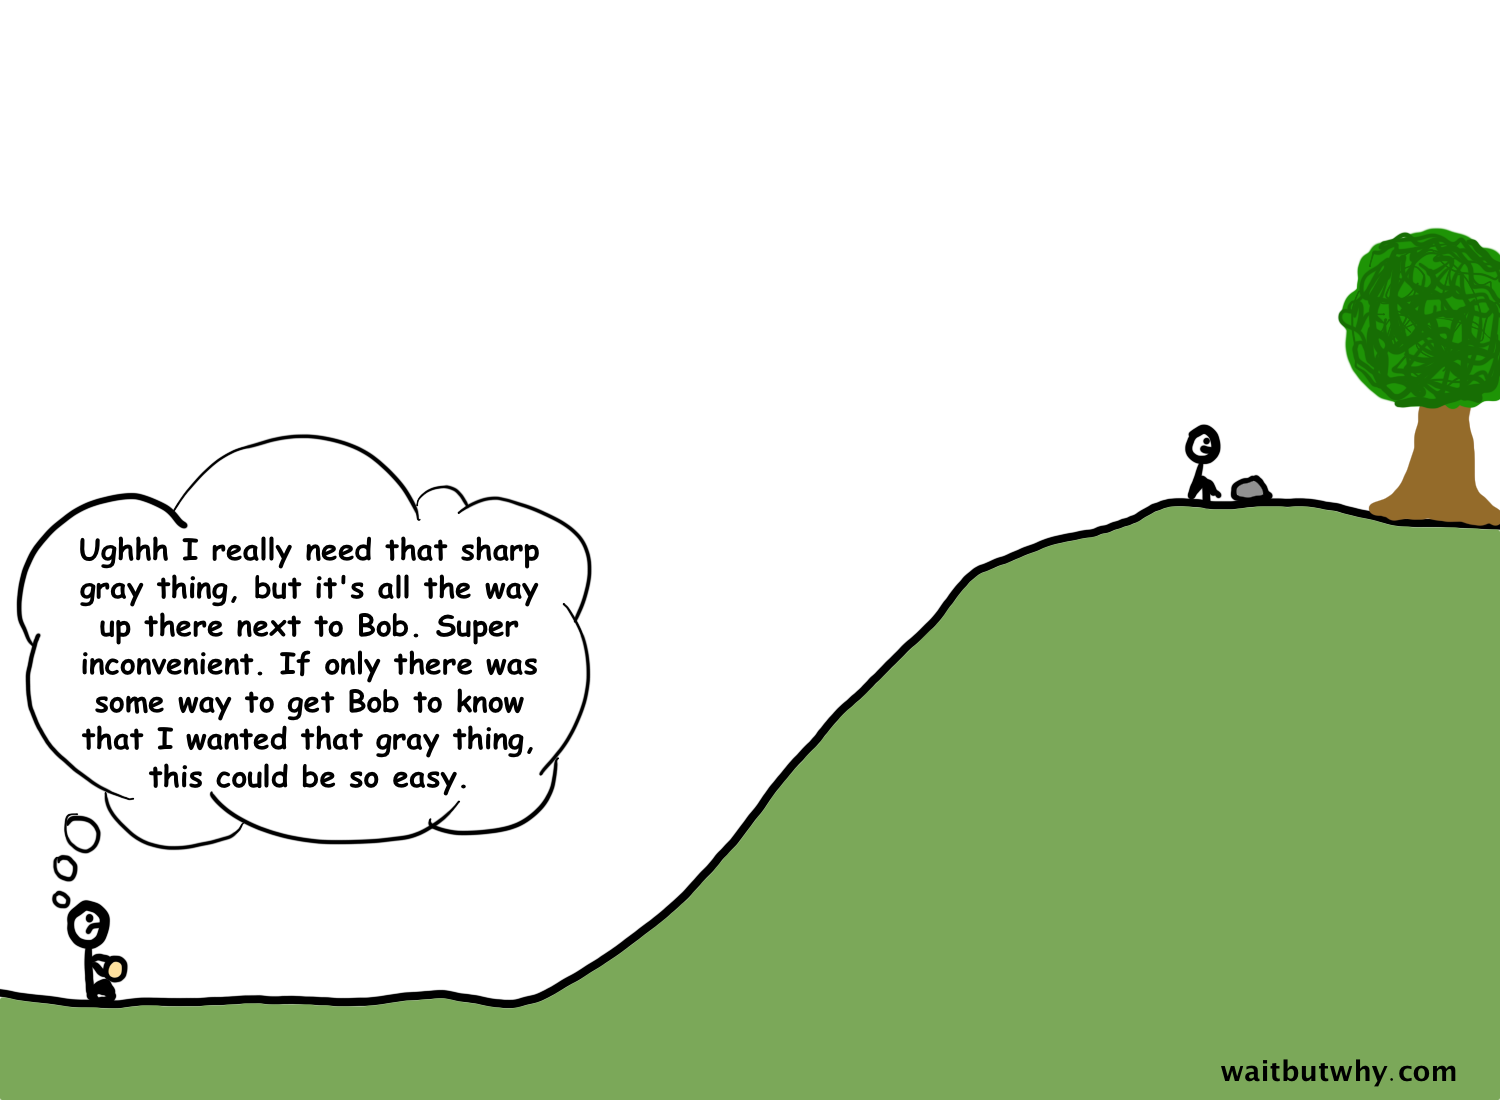 Ughhh I really need that sharp
gray thing, but it's all the way
up there next to Bob. Super
inconvenient. If only there was
some way to get Bob to know
that I wanted that gray thing,
this could be so easy.
waitbutwhy.com